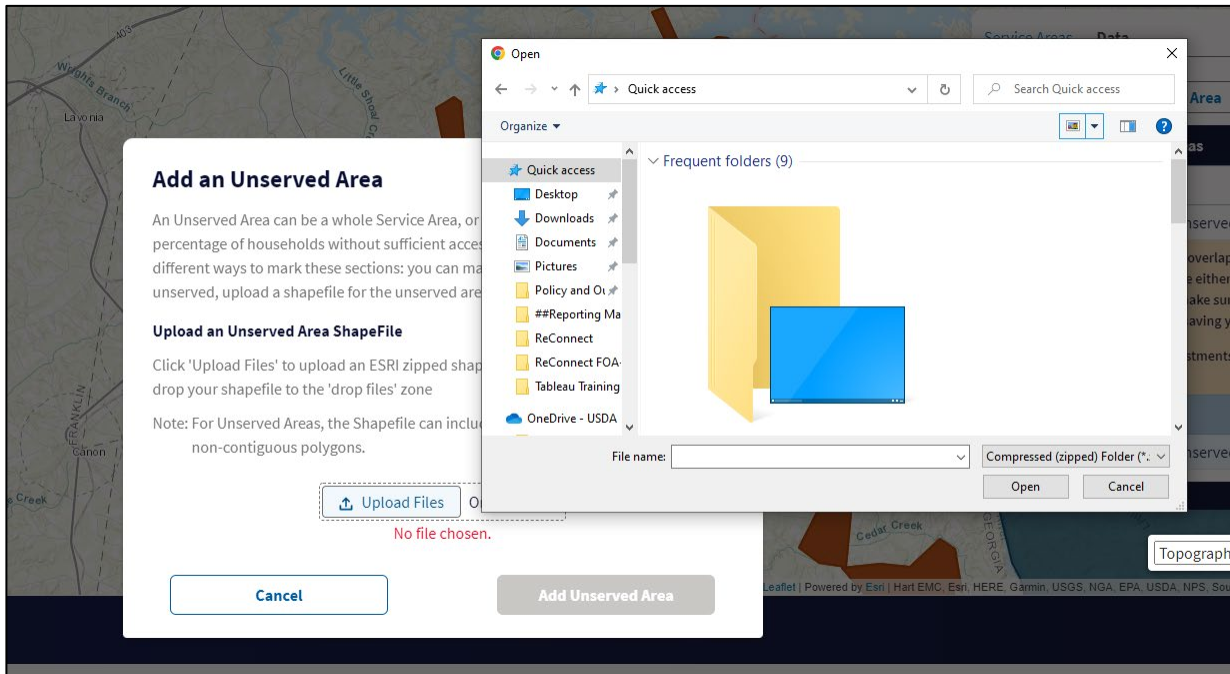 403
Wrights Branch
Lavonia
Little Shoal
FRANKLIN
Canon
Creek
Service Areas Data
Area
as
nserved
overlap
e either
ake sur
aving y
stments
nserved
Add an Unserved Area
An Unserved Area can be a whole Service Area, or
percentage of households without sufficient acces
different ways to mark these sections: you can ma
unserved, upload a shapefile for the unserved are
Upload an Unserved Area ShapeFile
Click 'Upload Files' to upload an ESRI zipped shap
drop your shapefile to the 'drop files' zone
Note: For Unserved Areas, the Shapefile can inclu
non-contiguous polygons.
Upload Files
No file chosen.
Cancel
Add Unserved Area
Open
Quick access
Search Quick access
Organize
Quick access
Desktop
Downloads
Documents
Pictures
Policy and Ou
##Reporting Ma
ReConnect
ReConnect FOA-
Tableau Training
OneDrive - USDA
Frequent folders (9)
File name:
Compressed (zipped) Folder (*.
Open
Cancel
Cedar Creek
GEORGIA
Topograph
Leaflet | Powered by Esri | Hart EMC, Esri, HERE, Garmin, USGS, NGA, EPA, USDA, NPS, Sou